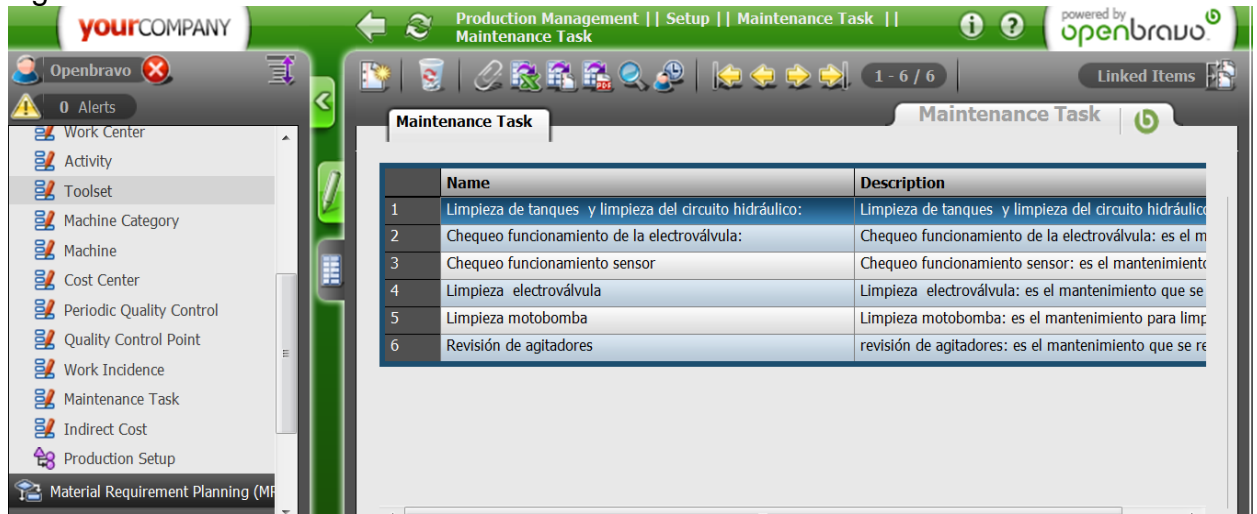 yourCOMPANY
Production Management || Setup || Maintenance Task ||
Maintenance Task
powered by
openbravo
Openbravo
1 - 6 / 6
Linked Items
0 Alerts
Maintenance Task
Maintenance Task
Work Center
Activity
Toolset
Machine Category
Machine
Cost Center
Periodic Quality Control
Quality Control Point
Work Incidence
Maintenance Task
Indirect Cost
Production Setup
Material Requirement Planning (MR
Name Description
1 Limpieza de tanques y limpieza del circuito hidráulico: Limpieza de tanques y limpieza del circuito hidráulico
2 Chequeo funcionamiento de la electroválvula: Chequeo funcionamiento de la electroválvula: es el m
3 Chequeo funcionamiento sensor Chequeo funcionamiento sensor: es el mantenimiento
4 Limpieza electroválvula Limpieza electroválvula: es el mantenimiento que se
5 Limpieza motobomba Limpieza motobomba: es el mantenimiento para limp
6 Revisión de agitadores revisión de agitadores: es el mantenimiento que se re